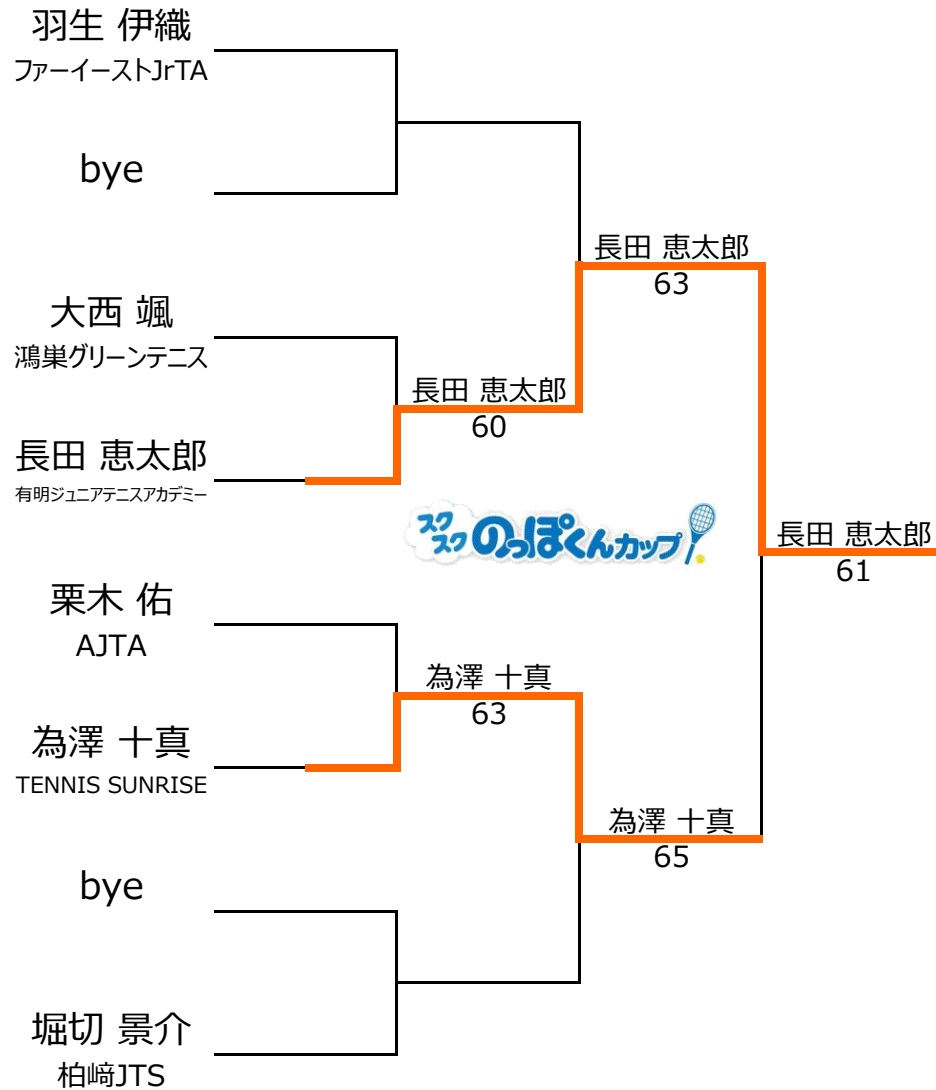 羽生 伊織
ファーイーストJrTA
bye
長田 恵太郎
63
大西 颯
鴻巣グリーンテニス
長田 恵太郎
60
長田 恵太郎
有明ジュニアテニスアカデミー
スクスクのっぽくんカップ
長田 恵太郎
61
栗木 佑
AJTA
為澤 十真
63
為澤 十真
TENNIS SUNRISE
為澤 十真
65
bye
堀切 景介
柏﨑JTS